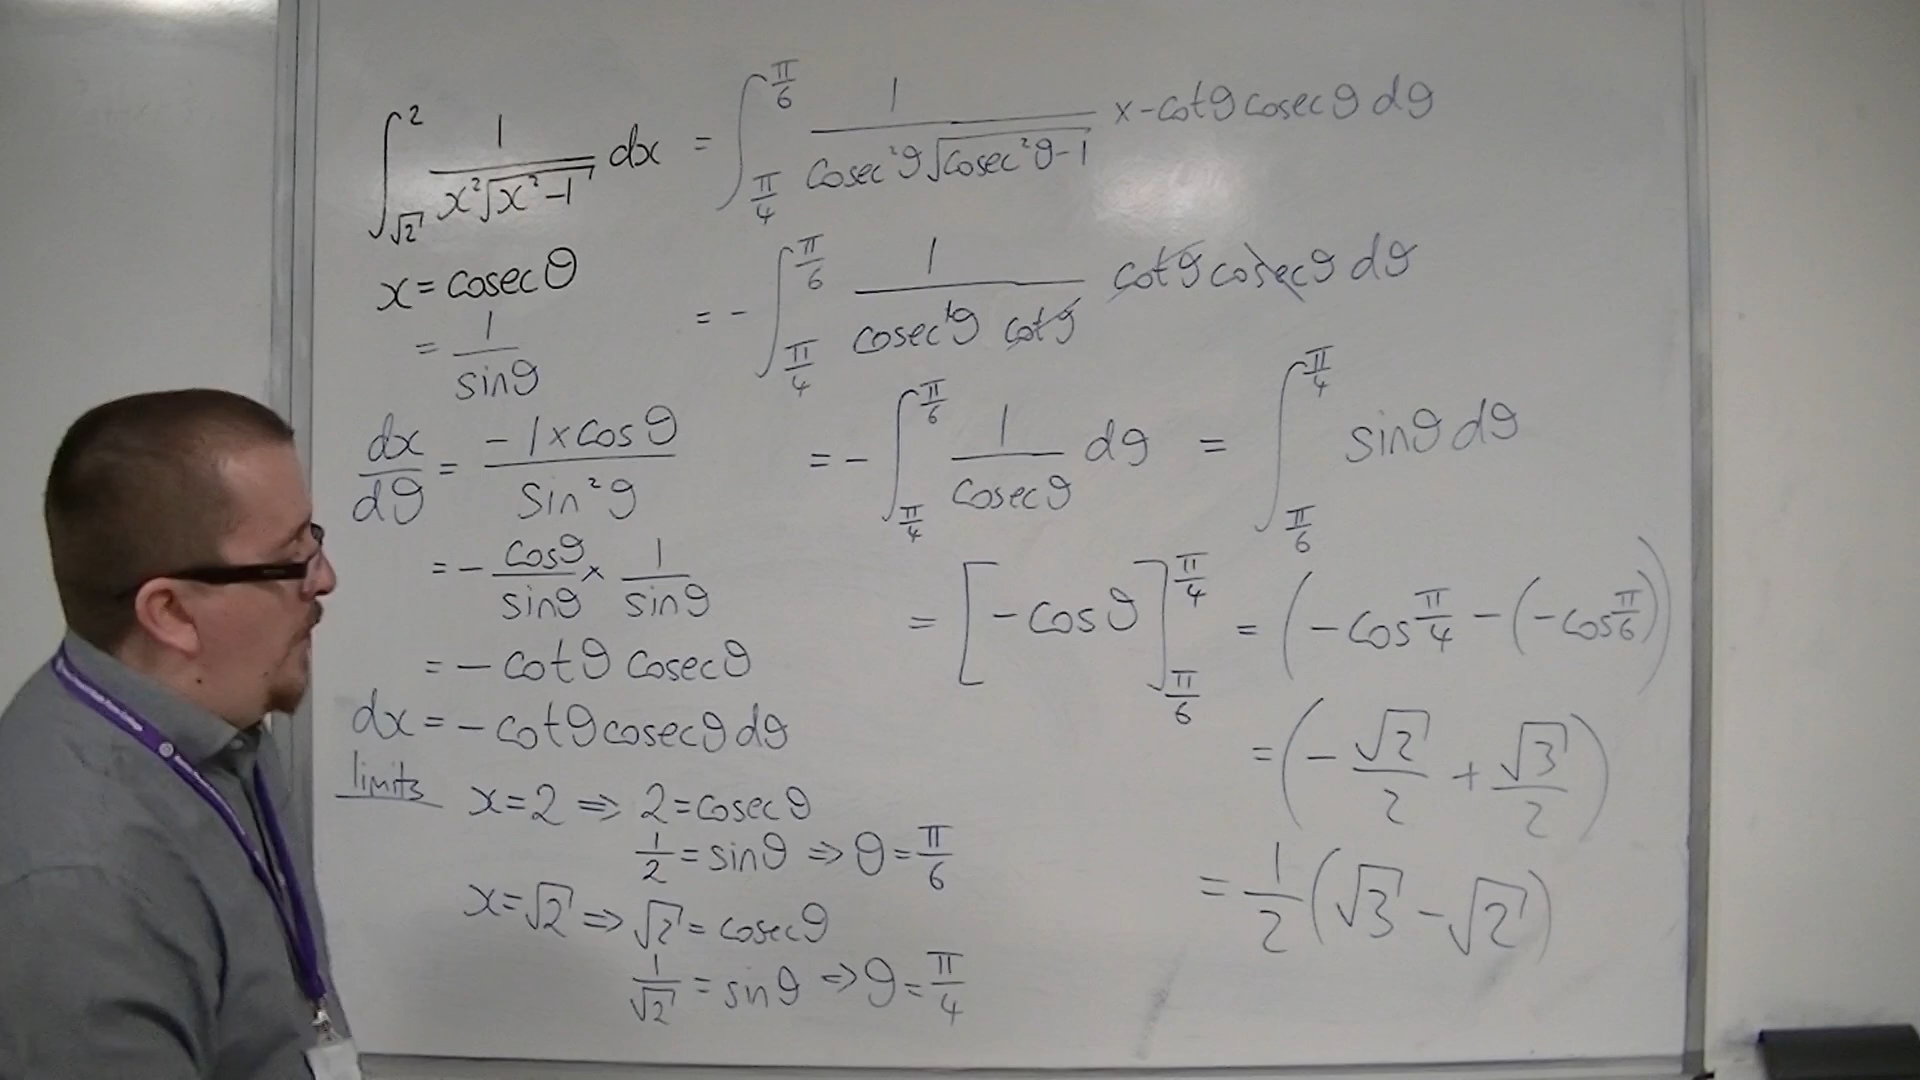 ∫_{√2}^{2} 1/(x²√(x²-1)) dx = ∫_{π/4}^{π/6} 1/(cosec²θ√(cosec²θ-1)) × -cotθ cosecθ dθ
x = cosecθ
= 1/sinθ
dx/dθ = (-1×cosθ)/sin²θ
= - cosθ/sinθ × 1/sinθ
= - cotθ cosecθ
dx = - cotθ cosecθ dθ
limits
x=2 ⇒ 2 = cosecθ
1/2 = sinθ ⇒ θ = π/6
x=√2 ⇒ √2 = cosecθ
1/√2 = sinθ ⇒ θ = π/4
= - ∫_{π/4}^{π/6} 1/(cosec²θ cotθ) cotθ cosecθ dθ
= - ∫_{π/4}^{π/6} 1/cosecθ dθ = ∫_{π/6}^{π/4} sinθ dθ
= [-cosθ]_{π/6}^{π/4} = (-cos π/4 - (-cos π/6))
= (-√2/2 + √3/2)
= 1/2 (√3 - √2)